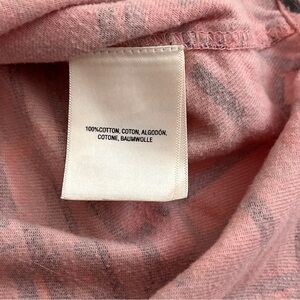 100%COTTON, COTON, ALGODÓN,
COTONE, BAUMWOLLE